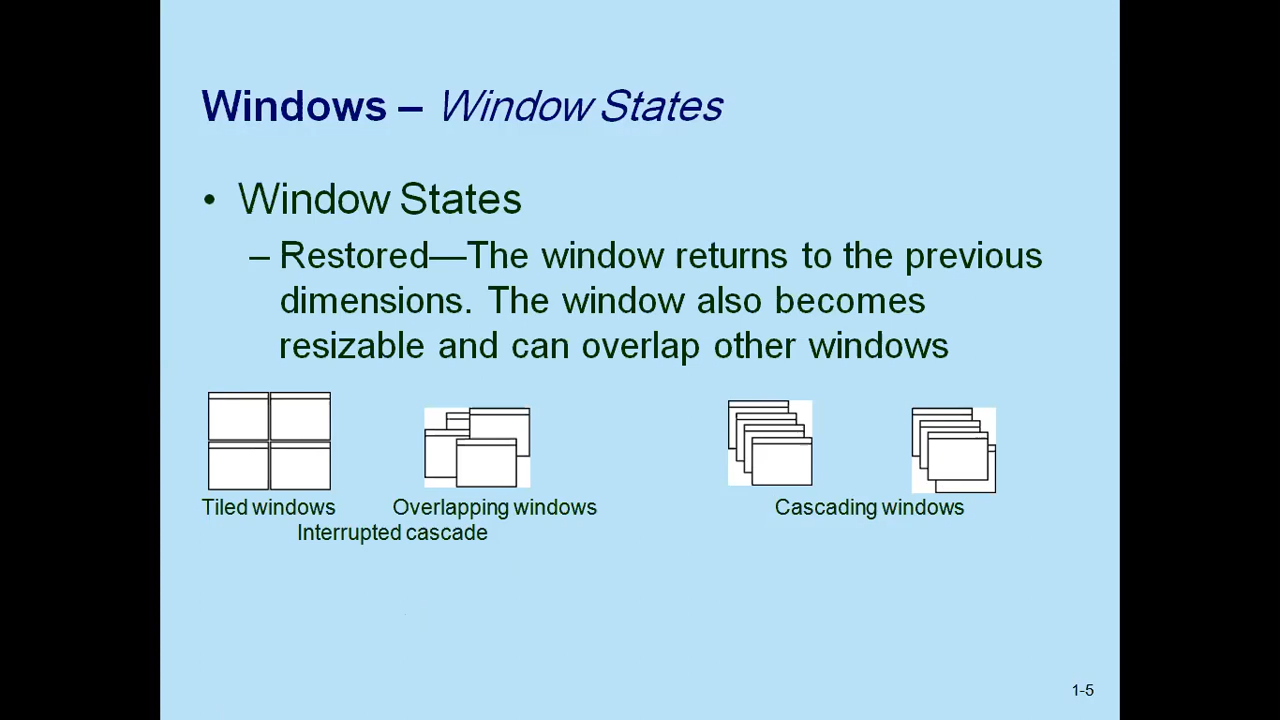 Windows – Window States
• Window States
– Restored—The window returns to the previous
dimensions. The window also becomes
resizable and can overlap other windows
Tiled windows Overlapping windows Cascading windows
Interrupted cascade
1-5